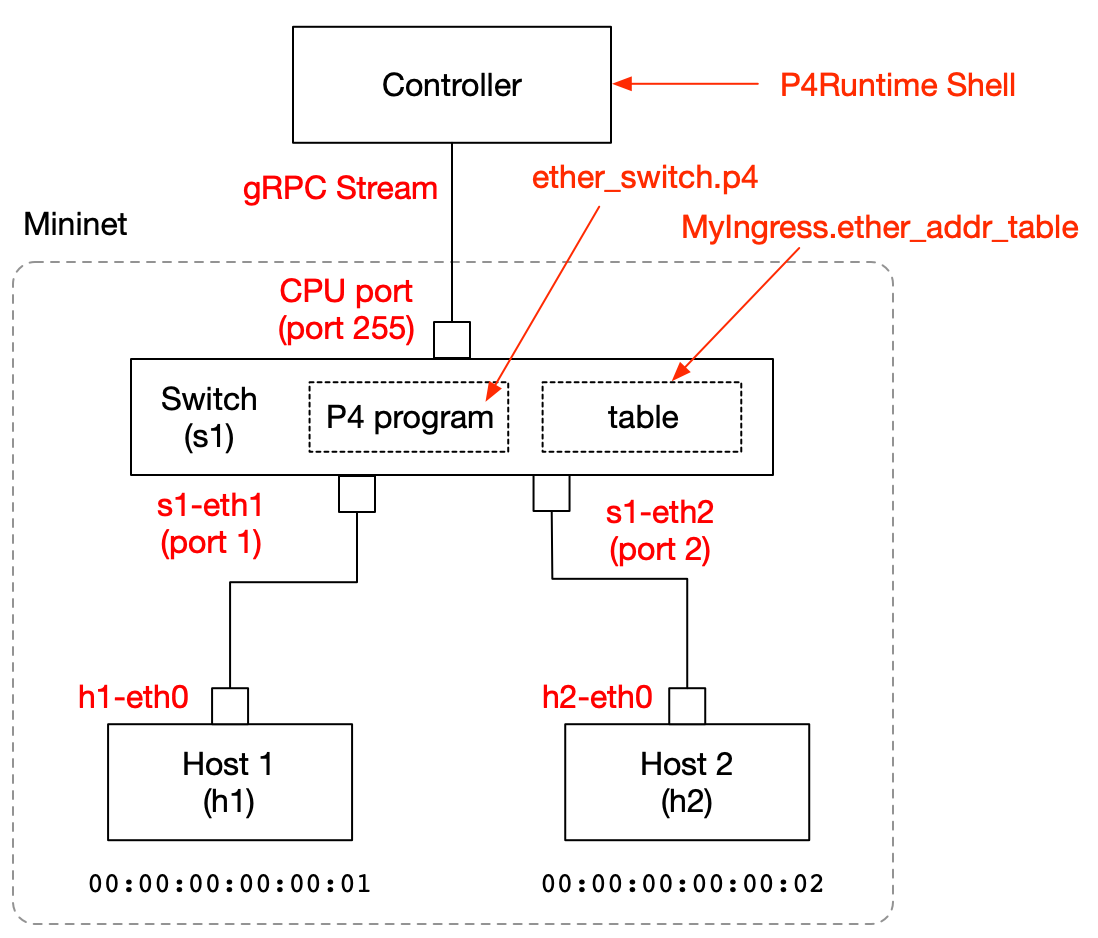 Controller
P4Runtime Shell
gRPC Stream
ether_switch.p4
Mininet
MyIngress.ether_addr_table
CPU port
(port 255)
Switch
(s1)
P4 program
table
s1-eth1
(port 1)
s1-eth2
(port 2)
h1-eth0
h2-eth0
Host 1
(h1)
Host 2
(h2)
00:00:00:00:00:01
00:00:00:00:00:02